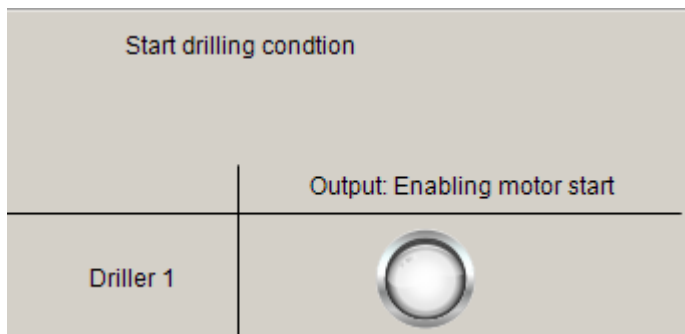 Start drilling condtion
Output: Enabling motor start
Driller 1